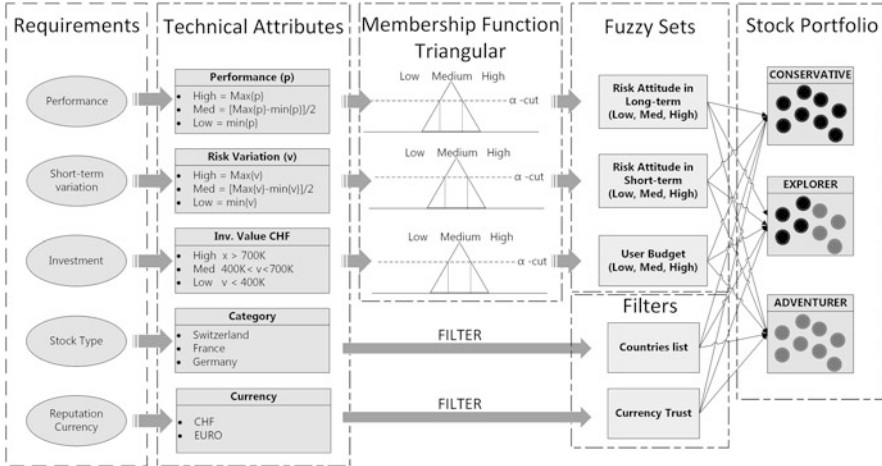 Requirements
Technical Attributes
Membership Function
Triangular
Fuzzy Sets
Stock Portfolio
Performance
Performance (p)
• High = Max(p)
• Med = [Max(p)-min(p)]/2
• Low = min(p)
Low Medium High
α -cut
Risk Attitude in
Long-term
(Low, Med, High)
CONSERVATIVE
Short-term
variation
Risk Variation (v)
• High = Max(v)
• Med = [Max(v)-min(v)]/2
• Low = min(v)
Low Medium High
α -cut
Risk Attitude in
Short-term
(Low, Med, High)
EXPLORER
Investment
Inv. Value CHF
• High x > 700K
• Med 400K< v<700K
• Low v < 400K
Low Medium High
α -cut
User Budget
(Low, Med, High)
ADVENTURER
Filters
Stock Type
Category
• Switzerland
• France
• Germany
FILTER
Countries list
Reputation
Currency
Currency
• CHF
• EURO
FILTER
Currency Trust